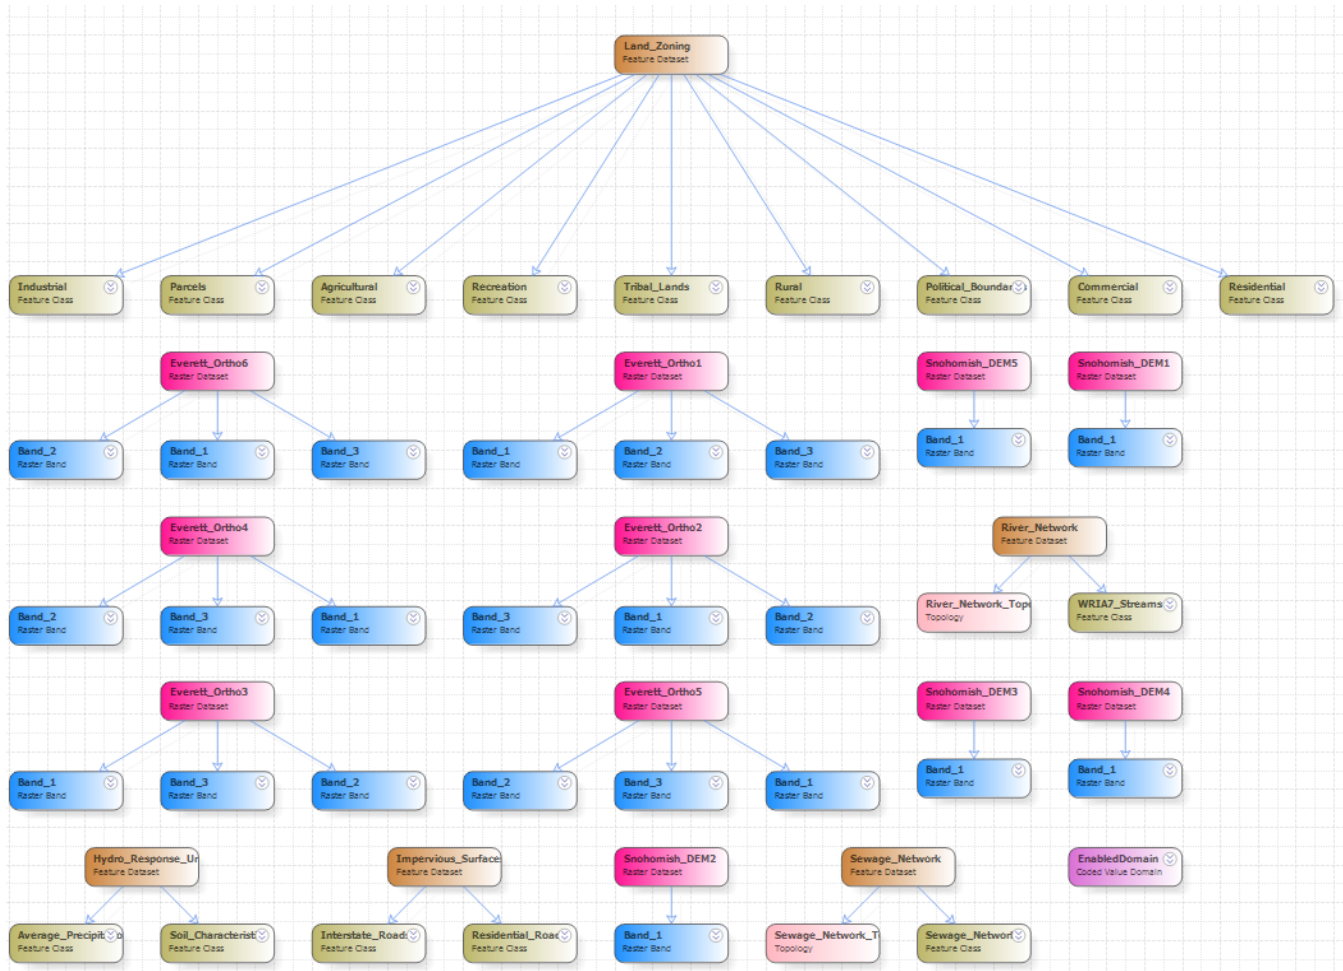 Land_Zoning
Feature Dataset
Industrial
Feature Class
Parcels
Feature Class
Agricultural
Feature Class
Recreation
Feature Class
Tribal_Lands
Feature Class
Rural
Feature Class
Political_Boundar
Feature Class
Commercial
Feature Class
Residential
Feature Class
Everett_Ortho6
Raster Dataset
Everett_Ortho1
Raster Dataset
Snohomish_DEM5
Raster Dataset
Snohomish_DEM1
Raster Dataset
Band_2
Raster Band
Band_1
Raster Band
Band_3
Raster Band
Band_1
Raster Band
Band_2
Raster Band
Band_3
Raster Band
Band_1
Raster Band
Band_1
Raster Band
Everett_Ortho4
Raster Dataset
Everett_Ortho2
Raster Dataset
River_Network
Feature Dataset
Band_2
Raster Band
Band_3
Raster Band
Band_1
Raster Band
Band_3
Raster Band
Band_1
Raster Band
Band_2
Raster Band
River_Network_Topo
Topology
WRIA7_Streams
Feature Class
Everett_Ortho3
Raster Dataset
Everett_Ortho5
Raster Dataset
Snohomish_DEM3
Raster Dataset
Snohomish_DEM4
Raster Dataset
Band_1
Raster Band
Band_3
Raster Band
Band_2
Raster Band
Band_2
Raster Band
Band_3
Raster Band
Band_1
Raster Band
Band_1
Raster Band
Band_1
Raster Band
Hydro_Response_Un
Feature Dataset
Impervious_Surface
Feature Dataset
Snohomish_DEM2
Raster Dataset
Sewage_Network
Feature Dataset
EnabledDomain
Coded Value Domain
Average_Precipit
Feature Class
Soil_Characterist
Feature Class
Interstate_Road
Feature Class
Residential_Road
Feature Class
Band_1
Raster Band
Sewage_Network_T
Topology
Sewage_Networ
Feature Class